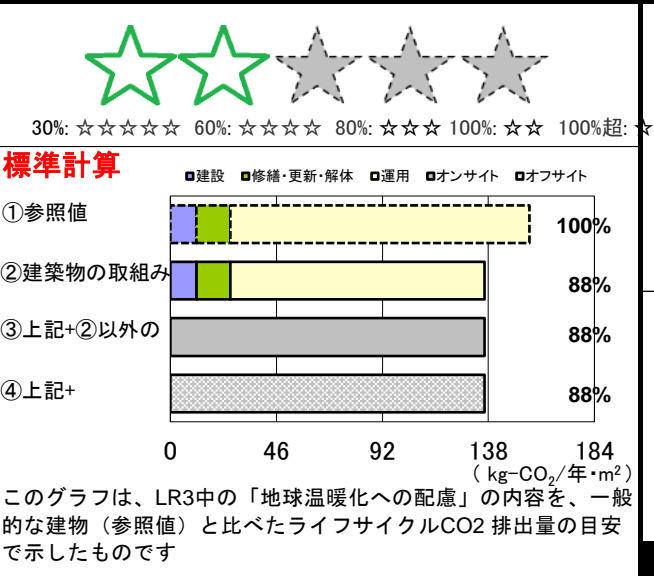 30%: ☆☆☆☆☆ 60%: ☆☆☆☆ 80%: ☆☆☆ 100%: ☆☆ 100%超: ☆
標準計算
■建設 ■修繕・更新・解体 ■運用 ■オンサイト ■オフサイト
①参照値 100%
②建築物の取組み 88%
③上記+②以外の 88%
④上記+ 88%
0 46 92 138 184
( kg-CO₂/年・m² )
このグラフは、LR3中の「地球温暖化への配慮」の内容を、一般
的な建物（参照値）と比べたライフサイクルCO2 排出量の目安
で示したものです